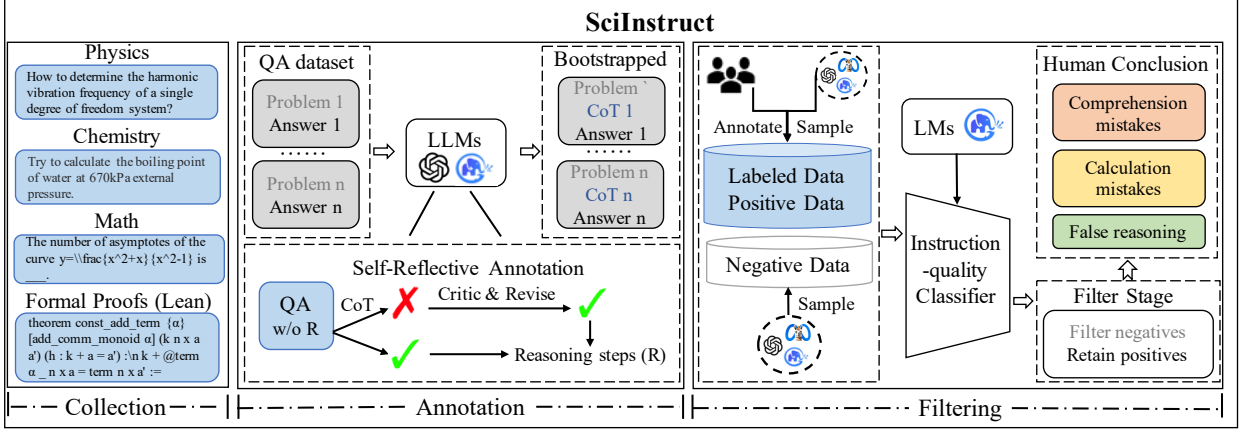 SciInstruct
Physics
How to determine the harmonic
vibration frequency of a single
degree of freedom system?
Chemistry
Try to calculate the boiling point
of water at 670kPa external
pressure.
Math
The number of asymptotes of the
curve y=\\frac{x^2+x}{x^2-1} is
___.
Formal Proofs (Lean)
theorem const_add_term {α}
[add_comm_monoid α] (k n x a
a') (h : k + a = a') :\n k + @term
α _ n x a = term n x a' :=
Collection
QA dataset
Problem 1
Answer 1
......
Problem n
Answer n
LLMs
Bootstrapped
Problem `
CoT 1
Answer 1
......
Problem n
CoT n
Answer n
Self-Reflective Annotation
QA
w/o R
CoT
Critic & Revise
Reasoning steps (R)
Annotation
Annotate
Sample
Labeled Data
Positive Data
Negative Data
Sample
LMs
Instruction
-quality
Classifier
Human Conclusion
Comprehension
mistakes
Calculation
mistakes
False reasoning
Filter Stage
Filter negatives
Retain positives
Filtering